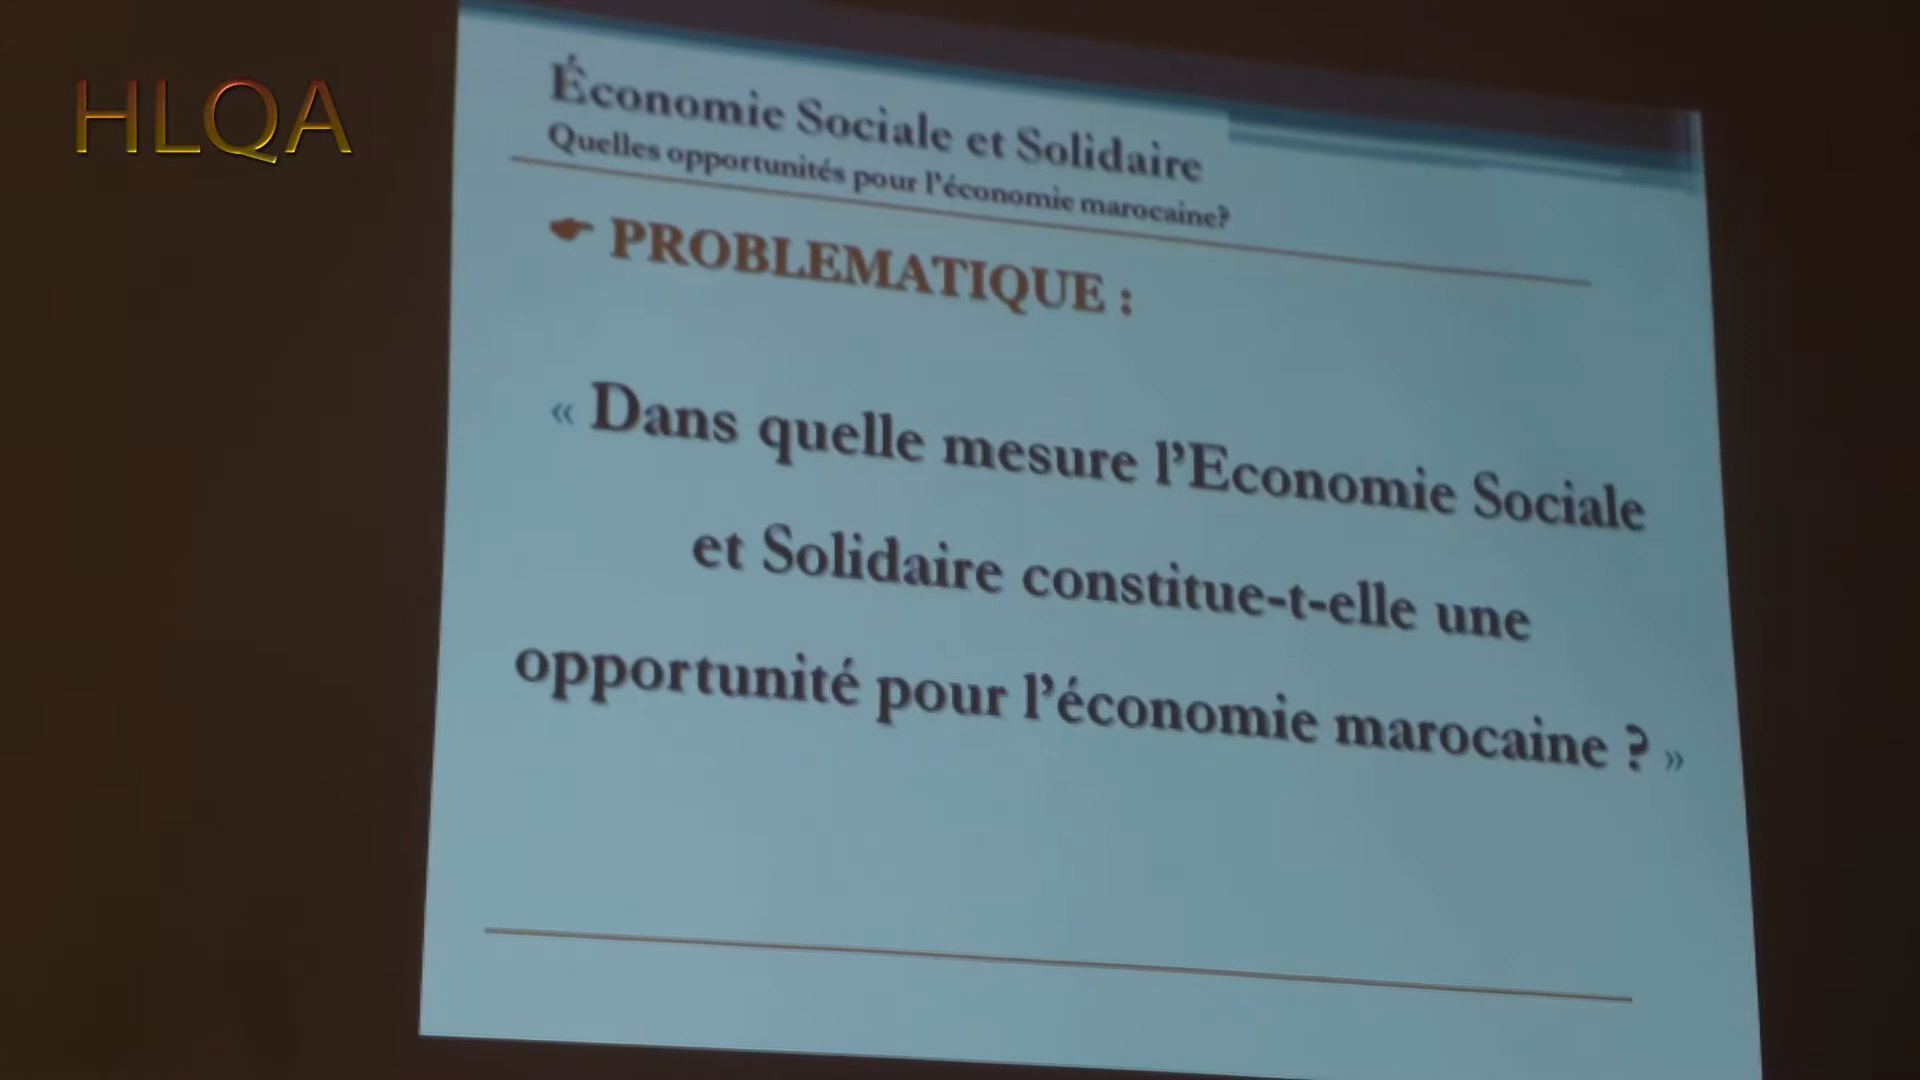 HLQA
Économie Sociale et Solidaire
Quelles opportunités pour l'économie marocaine?
☛ PROBLEMATIQUE :
« Dans quelle mesure l'Economie Sociale
et Solidaire constitue-t-elle une
opportunité pour l'économie marocaine ? »